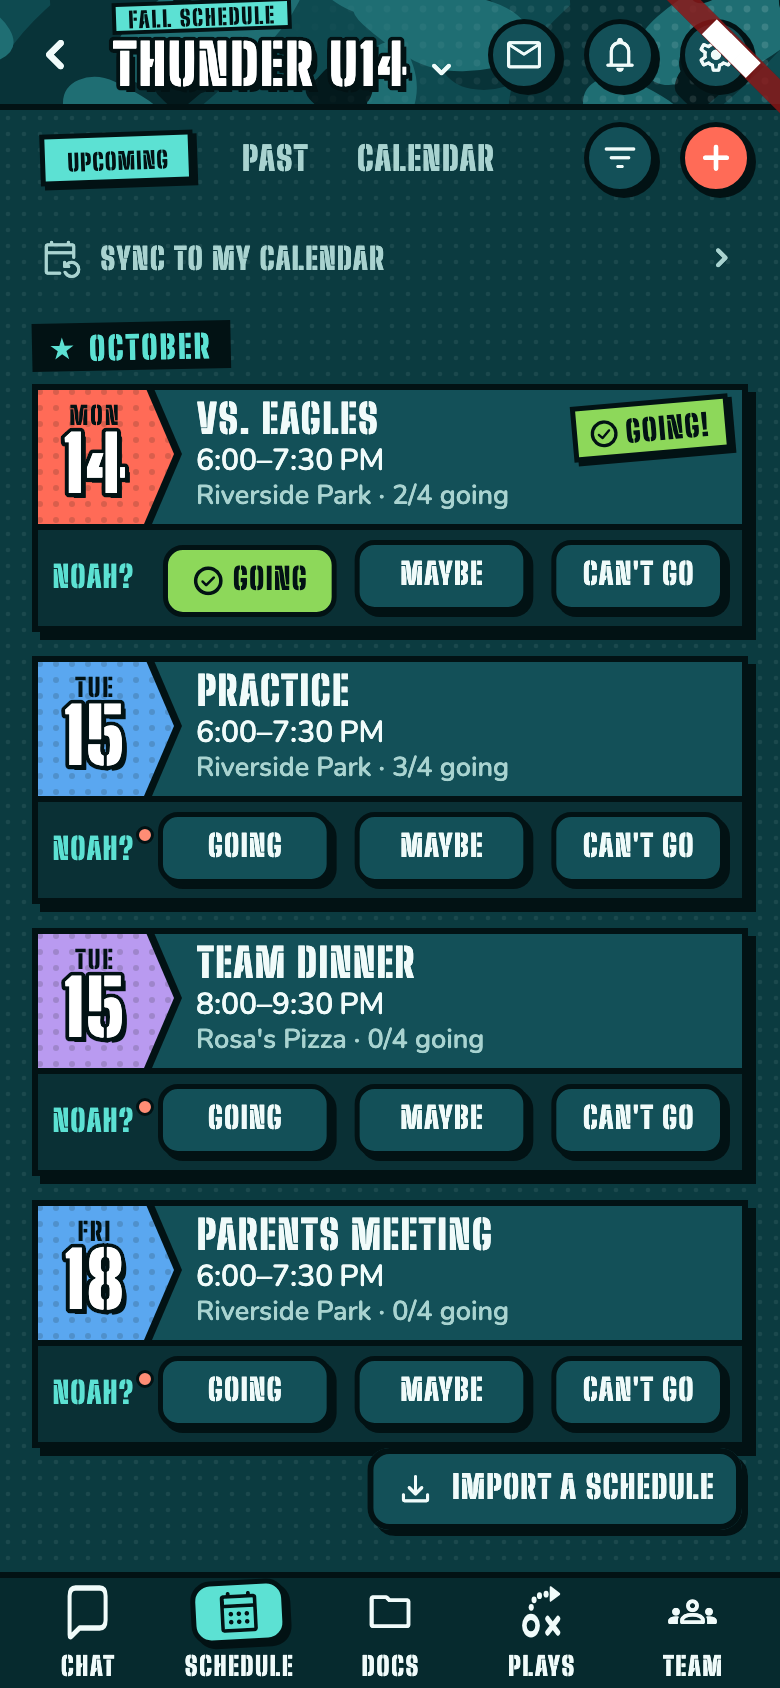 FALL SCHEDULE
THUNDER U14
UPCOMING
PAST
CALENDAR
SYNC TO MY CALENDAR
★ OCTOBER
MON
14
VS. EAGLES
6:00–7:30 PM
Riverside Park · 2/4 going
GOING!
NOAH?
GOING
MAYBE
CAN'T GO
TUE
15
PRACTICE
6:00–7:30 PM
Riverside Park · 3/4 going
NOAH?
GOING
MAYBE
CAN'T GO
TUE
15
TEAM DINNER
8:00–9:30 PM
Rosa's Pizza · 0/4 going
NOAH?
GOING
MAYBE
CAN'T GO
FRI
18
PARENTS MEETING
6:00–7:30 PM
Riverside Park · 0/4 going
NOAH?
GOING
MAYBE
CAN'T GO
IMPORT A SCHEDULE
CHAT
SCHEDULE
DOCS
PLAYS
TEAM